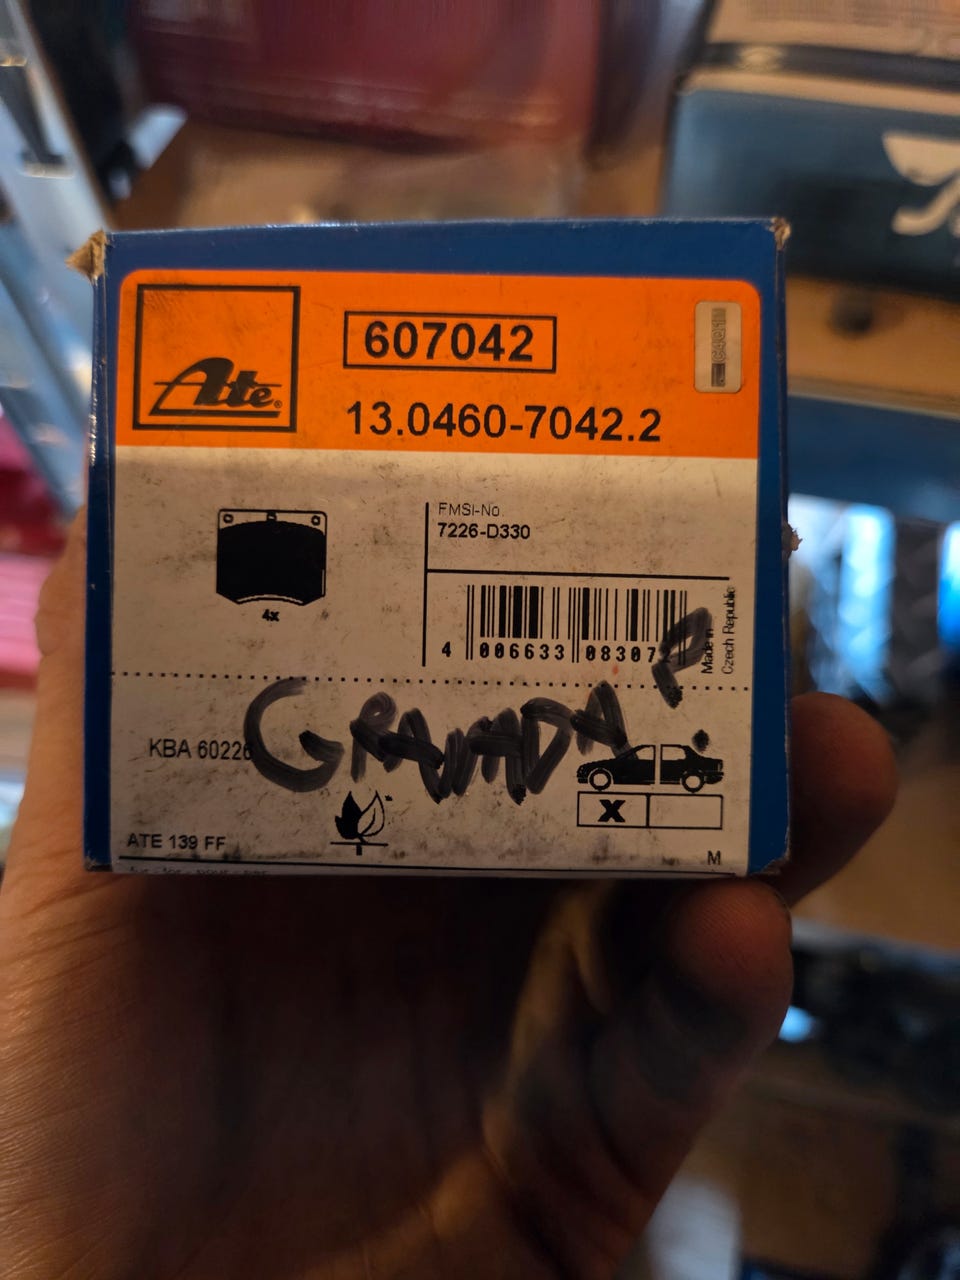 Ate
607042
13.0460-7042.2
FMSI-No.
7226-D330
4x
4 006633 08307
Made in
Czech Republic
GRANADA?
KBA 60226
X
ATE 139 FF
M